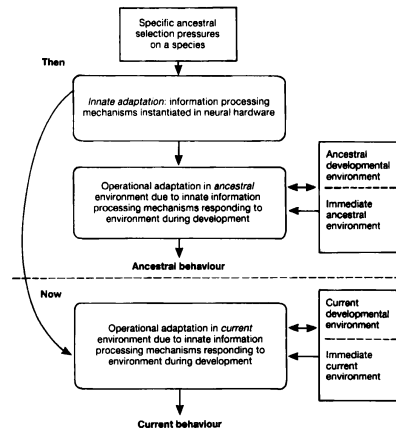 Specific ancestral
selection pressures
on a species
Then
Innate adaptation: information processing
mechanisms instantiated in neural hardware
Operational adaptation in ancestral
environment due to innate information
processing mechanisms responding to
environment during development
Ancestral developmental
environment
Immediate
ancestral
environment
Ancestral behaviour
Now
Operational adaptation in current
environment due to innate information
processing mechanisms responding to
environment during development
Current
developmental
environment
Immediate
current
environment
Current behaviour